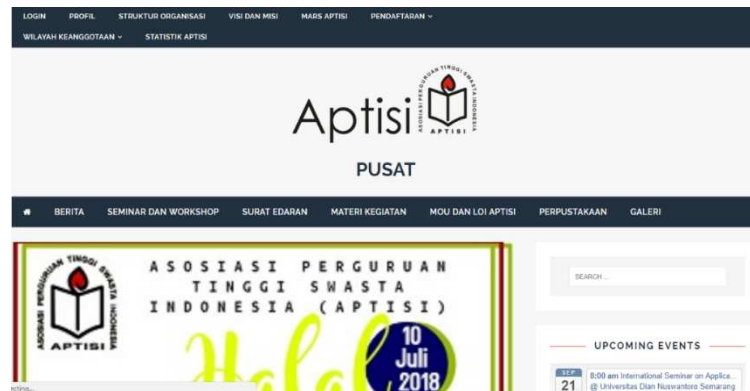 LOGIN PROFIL STRUKTUR ORGANISASI VISI DAN MISI MARS APTISI PENDAFTARAN
WILAYAH KEANGGOTAAN STATISTIK APTISI
Aptisi
ASOSIASI PERGURUAN TINGGI SWASTA INDONESIA
APTISI
PUSAT
BERITA SEMINAR DAN WORKSHOP SURAT EDARAN MATERI KEGIATAN MOU DAN LOI APTISI PERPUSTAKAAN GALERI
ASOSIASI PERGURUAN TINGGI SWASTA INDONESIA
APTISI
ASOSIASI PERGURUAN
TINGGI SWASTA
INDONESIA (APTISI)
Halal
10
Juli
2018
SEARCH ...
UPCOMING EVENTS
SEP
21
8:00 am International Seminar on Applica...
@ Universitas Dian Nuswantoro Semarang